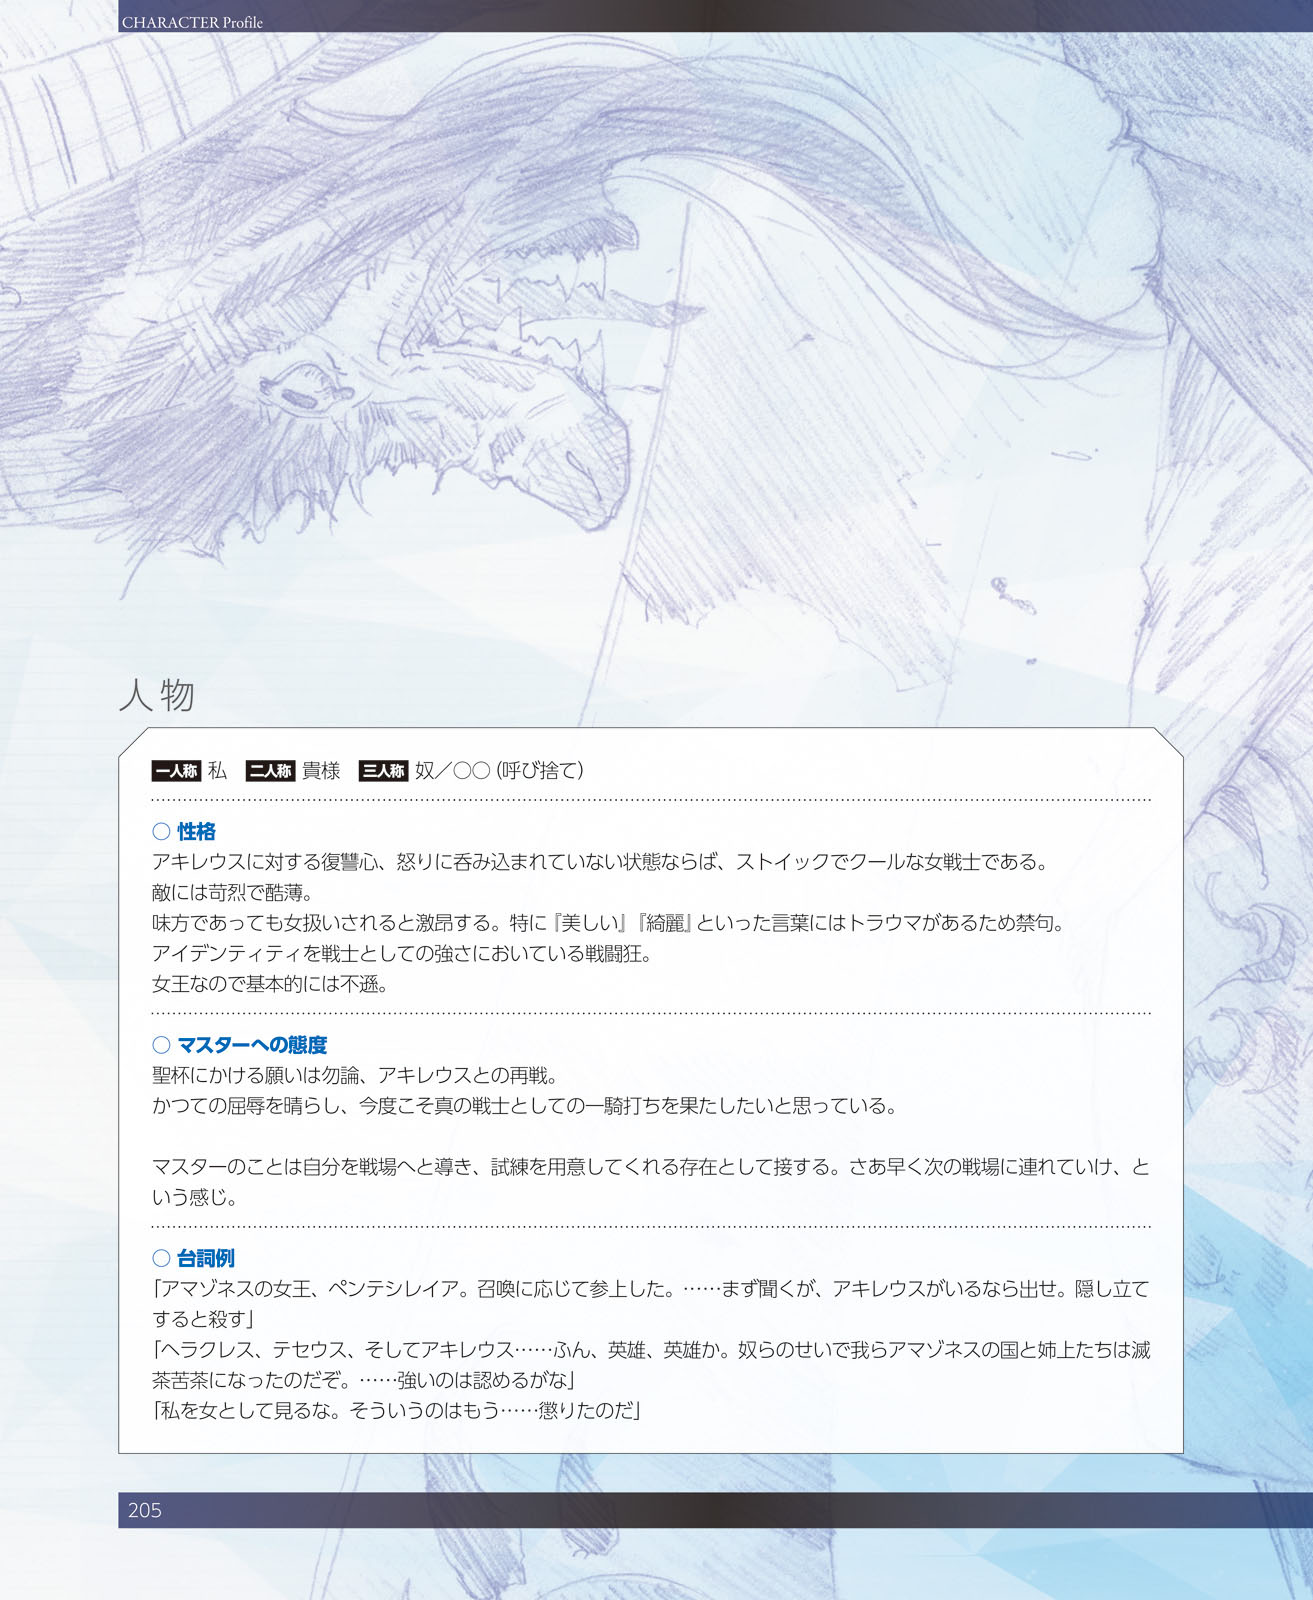 CHARACTER Profile
人物
一人称 私 二人称 貴様 三人称 奴／○○（呼び捨て）
○ 性格
アキレウスに対する復讐心、怒りに呑み込まれていない状態ならば、ストイックでクールな女戦士である。
敵には苛烈で酷薄。
味方であっても女扱いされると激昂する。特に『美しい』『綺麗』といった言葉にはトラウマがあるため禁句。
アイデンティティを戦士としての強さにおいている戦闘狂。
女王なので基本的には不遜。
○ マスターへの態度
聖杯にかける願いは勿論、アキレウスとの再戦。
かつての屈辱を晴らし、今度こそ真の戦士としての一騎打ちを果たしたいと思っている。
マスターのことは自分を戦場へと導き、試練を用意してくれる存在として接する。さあ早く次の戦場に連れていけ、と
いう感じ。
○ 台詞例
「アマゾネスの女王、ペンテシレイア。召喚に応じて参上した。……まず聞くが、アキレウスがいるなら出せ。隠し立て
すると殺す」
「ヘラクレス、テセウス、そしてアキレウス……ふん、英雄、英雄か。奴らのせいで我らアマゾネスの国と姉上たちは滅
茶苦茶になったのだぞ。……強いのは認めるがな」
「私を女として見るな。そういうのはもう……懲りたのだ」
205